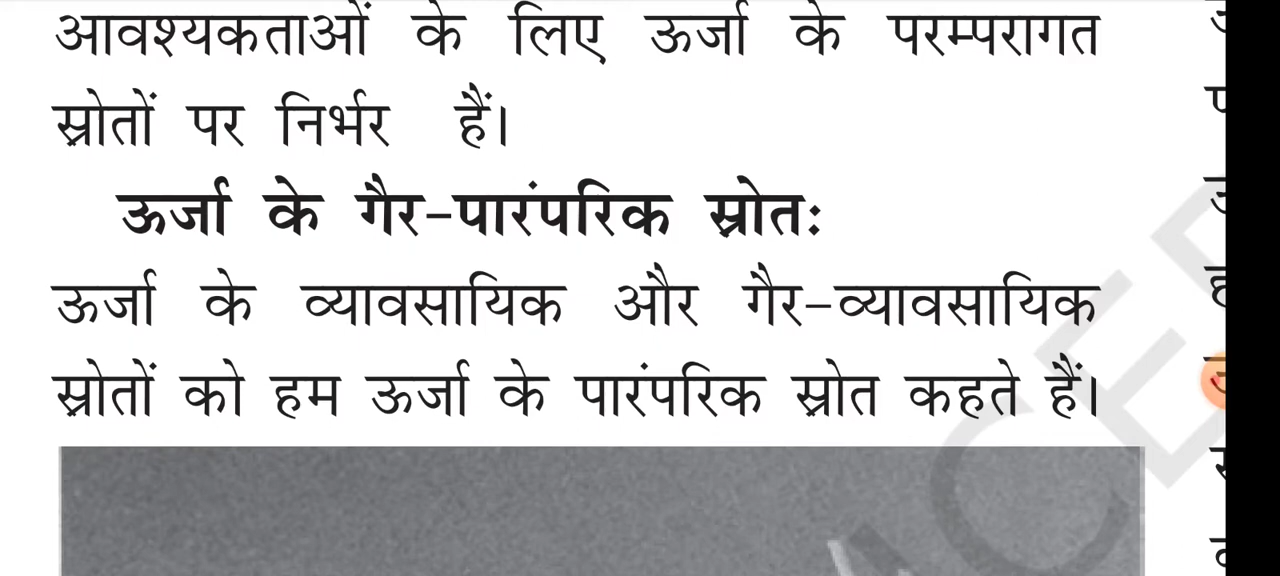 आवश्यकताओं के लिए ऊर्जा के परम्परागत
स्रोतों पर निर्भर हैं।
ऊर्जा के गैर-पारंपरिक स्रोतः
ऊर्जा के व्यावसायिक और गैर-व्यावसायिक
स्रोतों को हम ऊर्जा के पारंपरिक स्रोत कहते हैं।